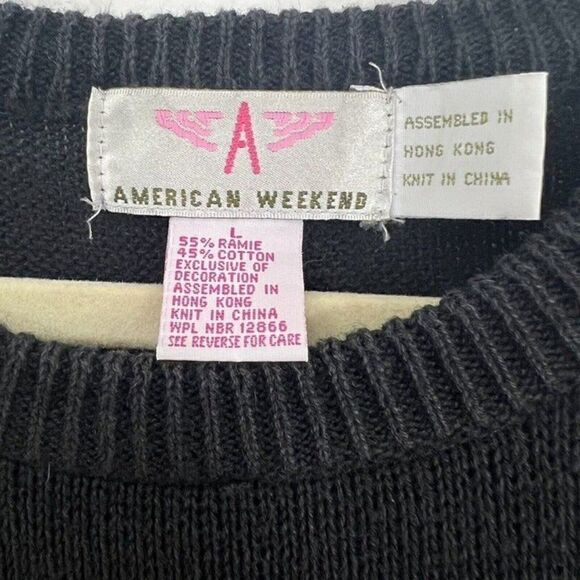 A
AMERICAN WEEKEND
ASSEMBLED IN
HONG KONG
KNIT IN CHINA
L
55% RAMIE
45% COTTON
EXCLUSIVE OF
DECORATION
ASSEMBLED IN
HONG KONG
KNIT IN CHINA
WPL NBR 12866
SEE REVERSE FOR CARE